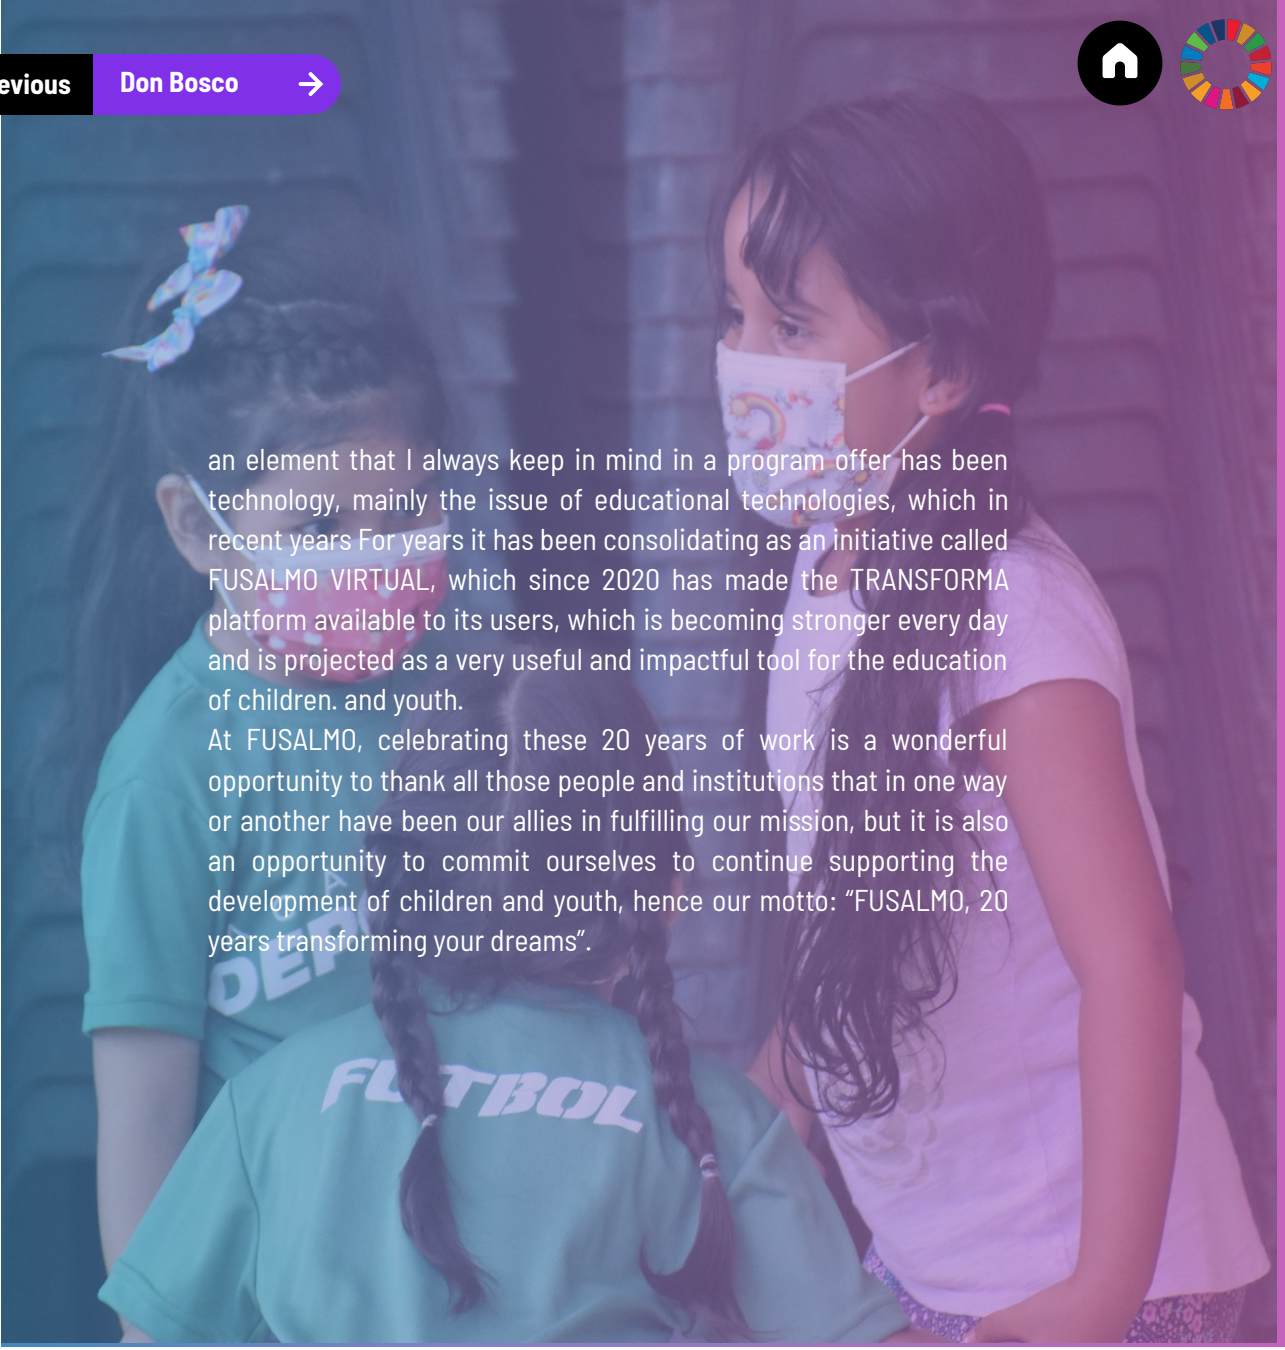 evious
Don Bosco
an element that I always keep in mind in a program offer has been
technology, mainly the issue of educational technologies, which in
recent years For years it has been consolidating as an initiative called
FUSALMO VIRTUAL, which since 2020 has made the TRANSFORMA
platform available to its users, which is becoming stronger every day
and is projected as a very useful and impactful tool for the education
of children. and youth.
At FUSALMO, celebrating these 20 years of work is a wonderful
opportunity to thank all those people and institutions that in one way
or another have been our allies in fulfilling our mission, but it is also
an opportunity to commit ourselves to continue supporting the
development of children and youth, hence our motto: “FUSALMO, 20
years transforming your dreams”.
FUTBOL